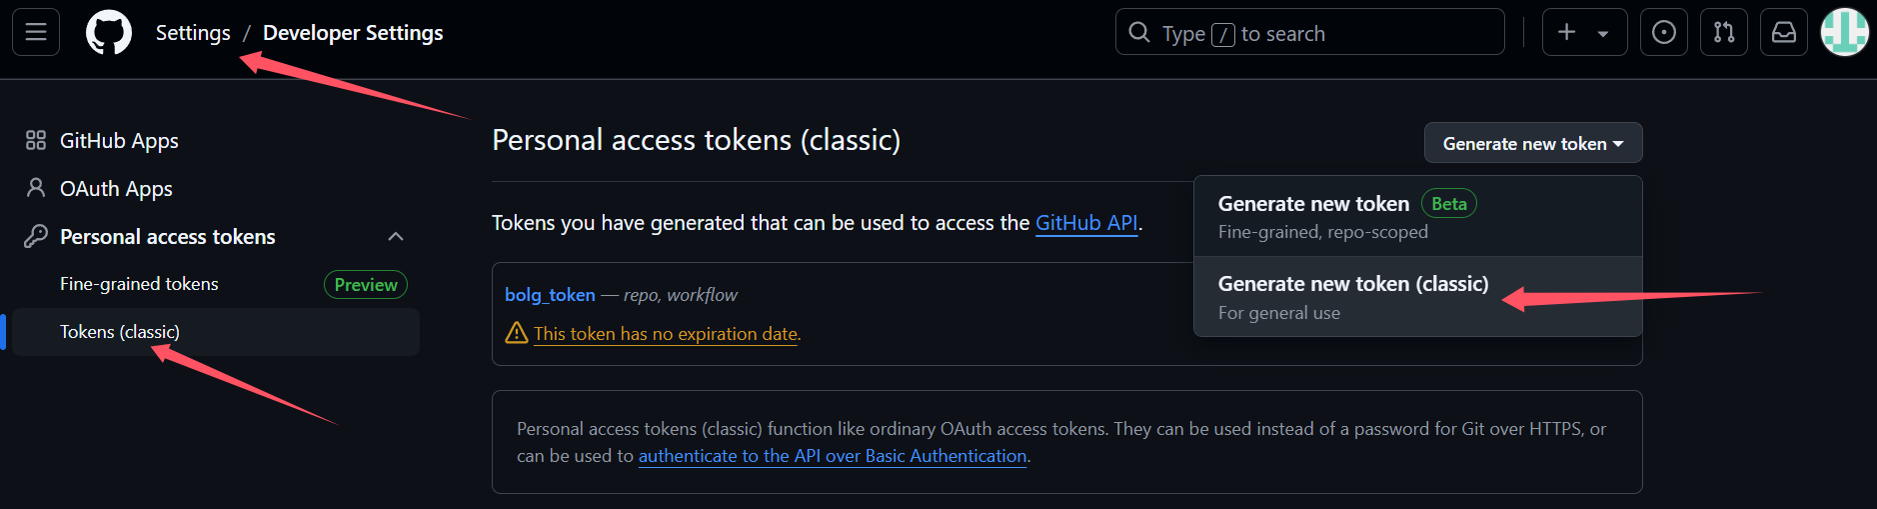 Settings / Developer Settings
Type / to search
GitHub Apps
OAuth Apps
Personal access tokens
Fine-grained tokens Preview
Tokens (classic)
Personal access tokens (classic)
Generate new token
Generate new token Beta
Fine-grained, repo-scoped
Generate new token (classic)
For general use
Tokens you have generated that can be used to access the GitHub API.
bolg_token — repo, workflow
This token has no expiration date.
Personal access tokens (classic) function like ordinary OAuth access tokens. They can be used instead of a password for Git over HTTPS, or
can be used to authenticate to the API over Basic Authentication.